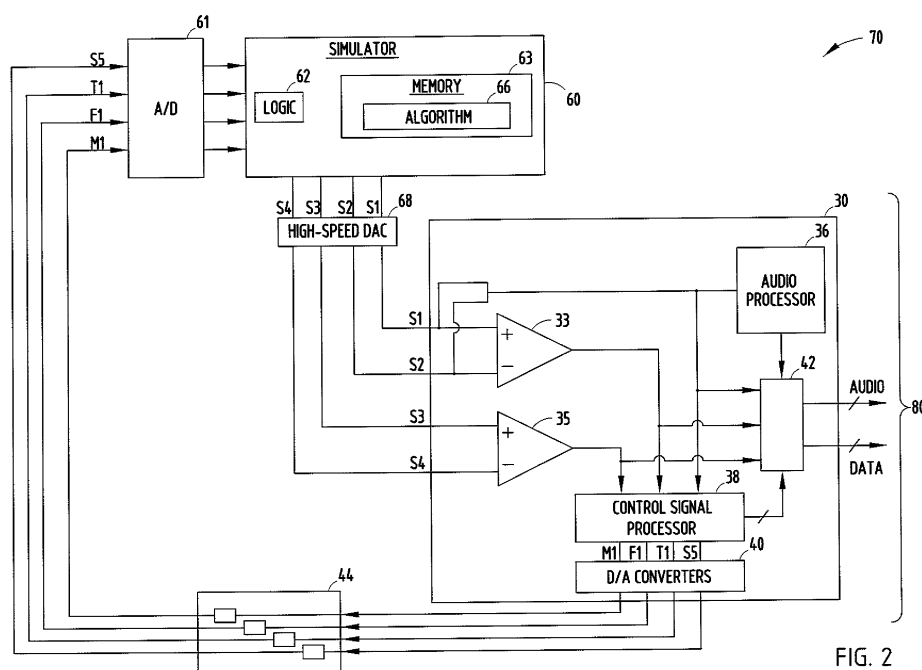 61
70
SIMULATOR
S5
62
63
T1
A/D
MEMORY
60
LOGIC
66
F1
ALGORITHM
M1
S4 S3 S2 S1
68
HIGH-SPEED DAC
30
36
AUDIO
PROCESSOR
S1
33
+
−
S2
42
AUDIO
80
S3
35
+
−
S4
DATA
38
CONTROL SIGNAL
PROCESSOR
M1 F1 T1 S5
40
D/A CONVERTERS
44
FIG. 2